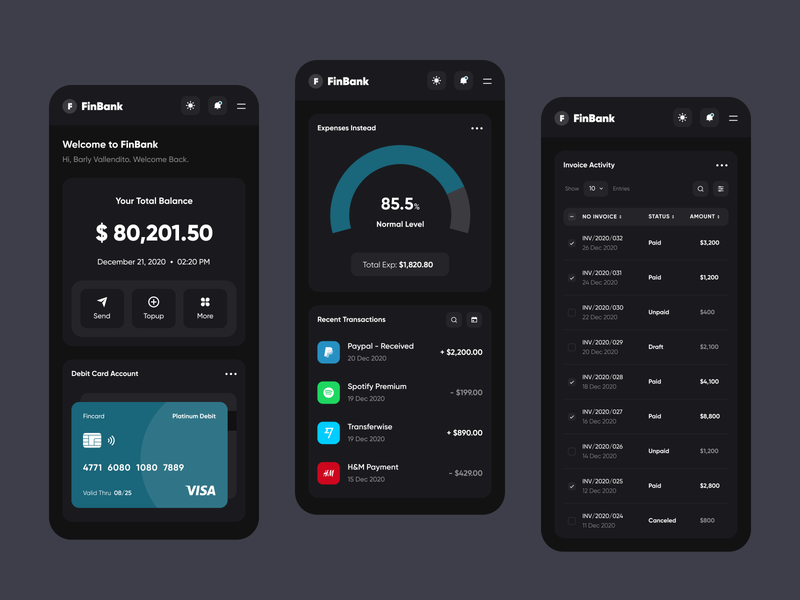 F FinBank
Welcome to FinBank
Hi, Barly Vallendito. Welcome Back.
Your Total Balance
$ 80,201.50
December 21, 2020 • 02:20 PM
Send Topup More
Debit Card Account
Fincard Platinum Debit
4771 6080 1080 7889
Valid Thru 08/25 VISA
F FinBank
Expenses Instead
85.5%
Normal Level
Total Exp: $1,820.80
Recent Transactions
Paypal - Received
20 Dec 2020
+ $2,200.00
Spotify Premium
19 Dec 2020
- $199.00
Transferwise
19 Dec 2020
+ $890.00
H&M
H&M Payment
15 Dec 2020
- $429.00
F FinBank
Invoice Activity
Show 10 Entries
NO INVOICE STATUS AMOUNT
INV/2020/032 Paid $3,200
26 Dec 2020
INV/2020/031 Paid $1,200
24 Dec 2020
INV/2020/030 Unpaid $400
22 Dec 2020
INV/2020/029 Draft $2,100
20 Dec 2020
INV/2020/028 Paid $4,100
18 Dec 2020
INV/2020/027 Paid $8,800
16 Dec 2020
INV/2020/026 Unpaid $1,200
14 Dec 2020
INV/2020/025 Paid $2,800
12 Dec 2020
INV/2020/024 Canceled $800
11 Dec 2020